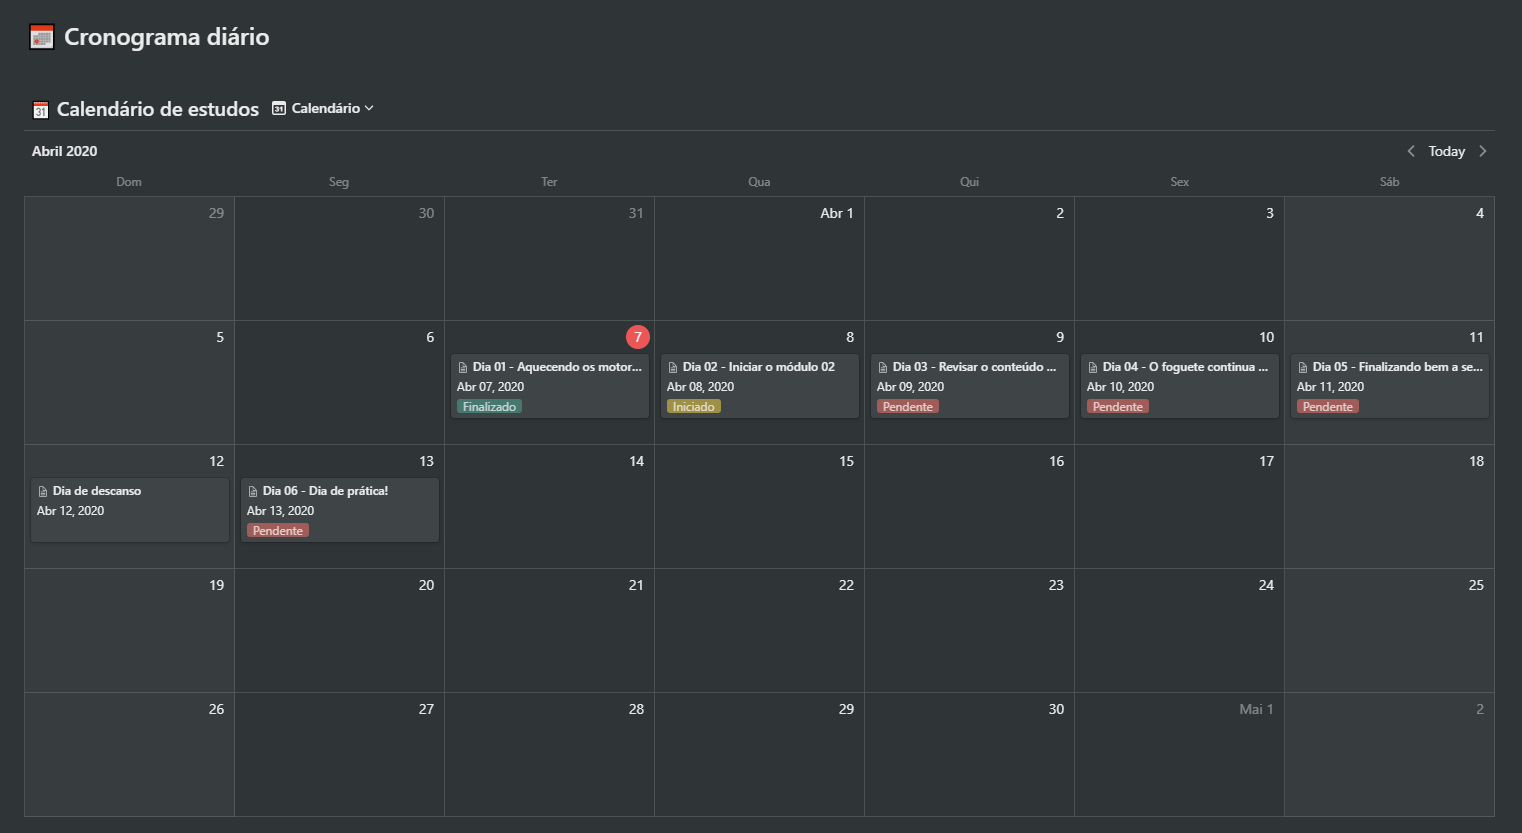 Cronograma diário
31 Calendário de estudos 31 Calendário
Abril 2020 Today
Dom Seg Ter Qua Qui Sex Sáb
29 30 31 Abr 1 2 3 4
5 6 7 8 9 10 11
Dia 01 - Aquecendo os motor... Dia 02 - Iniciar o módulo 02 Dia 03 - Revisar o conteúdo ... Dia 04 - O foguete continua ... Dia 05 - Finalizando bem a se...
Abr 07, 2020 Abr 08, 2020 Abr 09, 2020 Abr 10, 2020 Abr 11, 2020
Finalizado Iniciado Pendente Pendente Pendente
12 13 14 15 16 17 18
Dia de descanso Dia 06 - Dia de prática!
Abr 12, 2020 Abr 13, 2020
Pendente
19 20 21 22 23 24 25
26 27 28 29 30 Mai 1 2